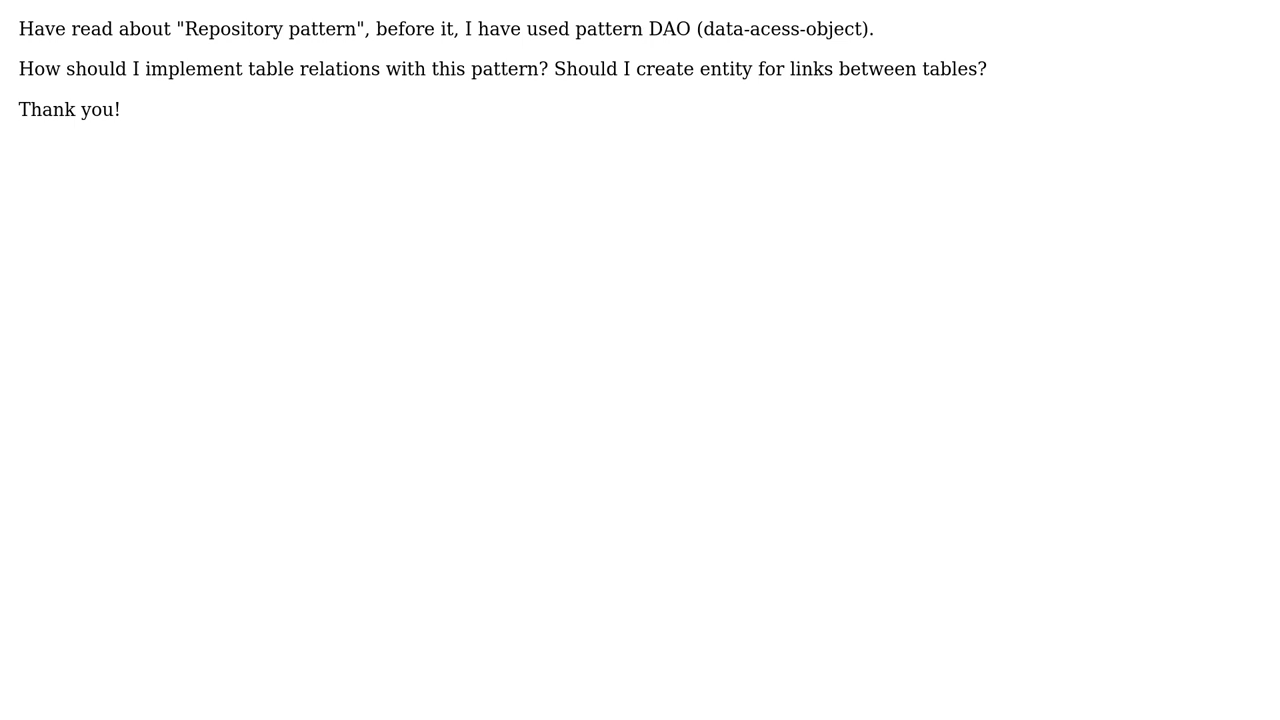 Have read about "Repository pattern", before it, I have used pattern DAO (data-acess-object).
How should I implement table relations with this pattern? Should I create entity for links between tables?
Thank you!